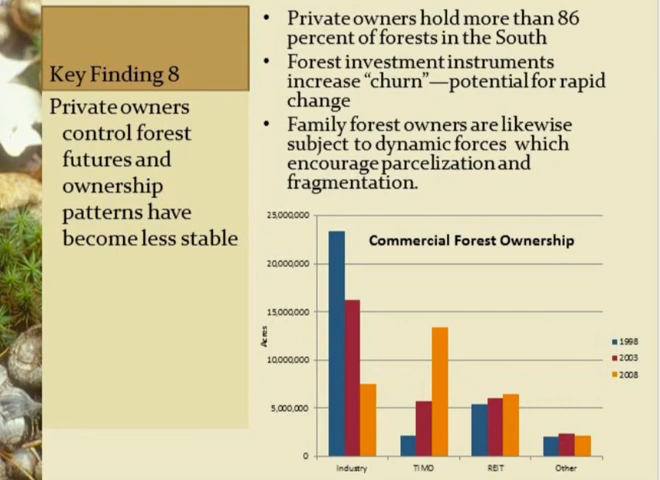 Key Finding 8
Private owners
control forest
futures and
ownership
patterns have
become less stable
• Private owners hold more than 86
percent of forests in the South
• Forest investment instruments
increase “churn”—potential for rapid
change
• Family forest owners are likewise
subject to dynamic forces which
encourage parcelization and
fragmentation.
Commercial Forest Ownership
Acres
25,000,000
20,000,000
15,000,000
10,000,000
5,000,000
0
Industry TIMO REIT Other
1998
2003
2008